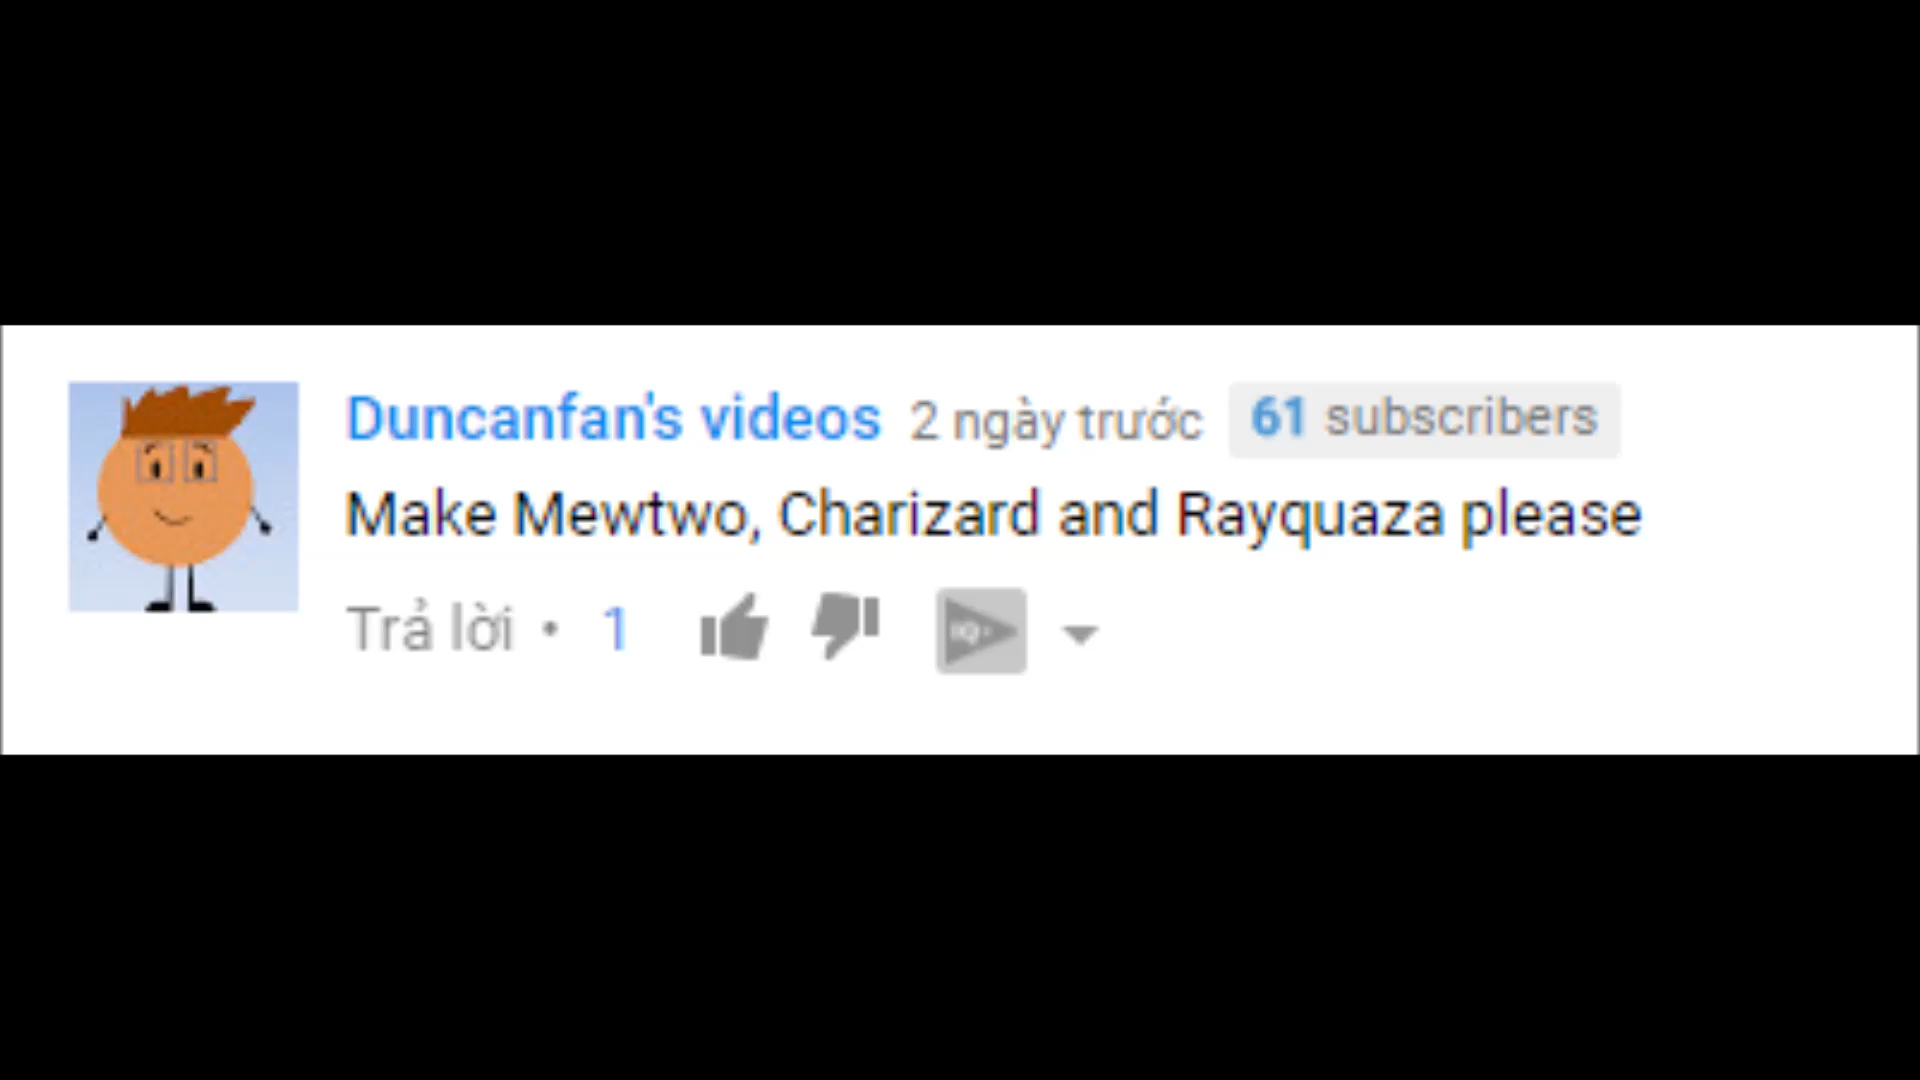 Duncanfan's videos 2 ngày trước 61 subscribers
Make Mewtwo, Charizard and Rayquaza please
Trả lời • 1